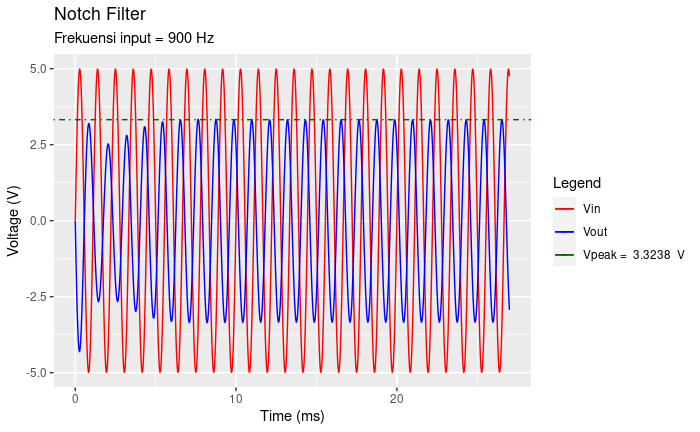 Notch Filter
Frekuensi input = 900 Hz
5.0
2.5
0.0
-2.5
-5.0
Voltage (V)
0
10
20
Time (ms)
Legend
Vin
Vout
Vpeak = 3.3238 V